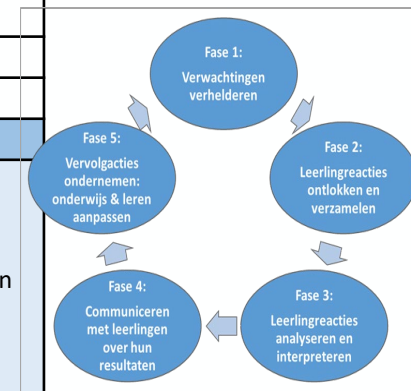 Fase 1:
Verwachtingen
verhelderen
Fase 2:
Leerlingreacties
ontlokken en
verzamelen
Fase 3:
Leerlingreacties
analyseren en
interpreteren
Fase 4:
Communiceren
met leerlingen
over hun
resultaten
Fase 5:
Vervolgacties
ondernemen:
onderwijs & leren
aanpassen
n